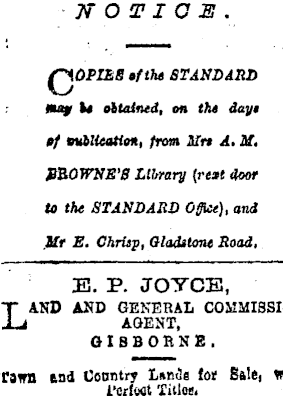 NOTICE.
COPIES of the STANDARD
may be obtained, on the days
of publication, from Mrs A. M.
BROWNE'S Library (next door
to the STANDARD Office), and
Mr E. Chrisp, Gladstone Road.
E. P. JOYCE,
LAND AND GENERAL COMMISSI
AGENT,
GISBORNE.
Town and Country Lands for Sale, w
Perfect Titles.